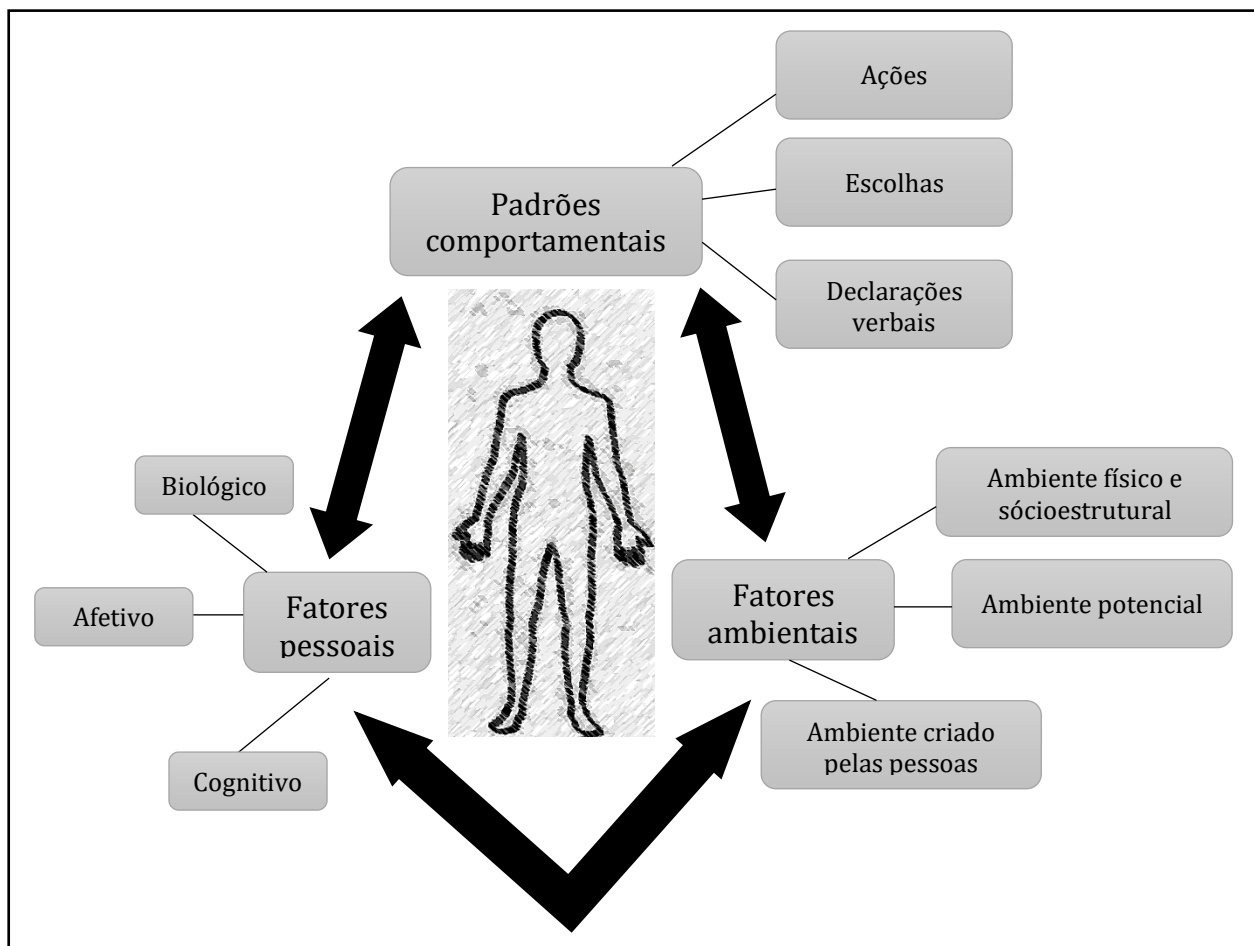 Ações
Escolhas
Padrões
comportamentais
Declarações
verbais
Biológico
Afetivo
Fatores
pessoais
Cognitivo
Fatores
ambientais
Ambiente físico e
sócioestrutural
Ambiente potencial
Ambiente criado
pelas pessoas